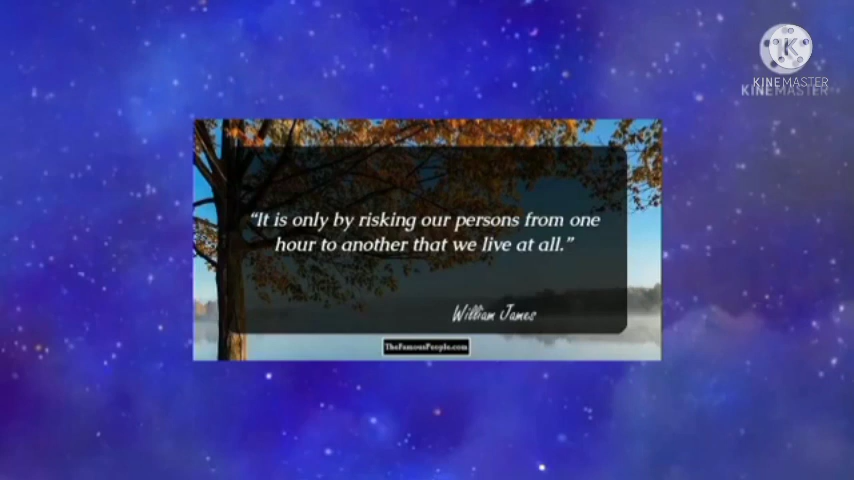 KINEMASTER
KINEMASTER
“It is only by risking our persons from one
hour to another that we live at all.”
William James
TheFamousPeople.com